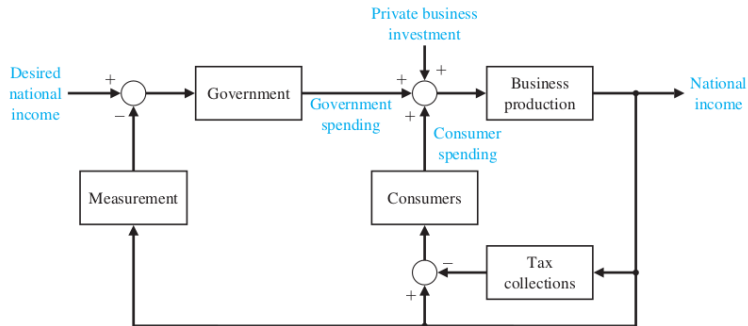 Private business
investment
Desired
national
income
+
−
Government
Government
spending
+
+
+
Consumer
spending
Business
production
National
income
Measurement
Consumers
−
+
Tax
collections